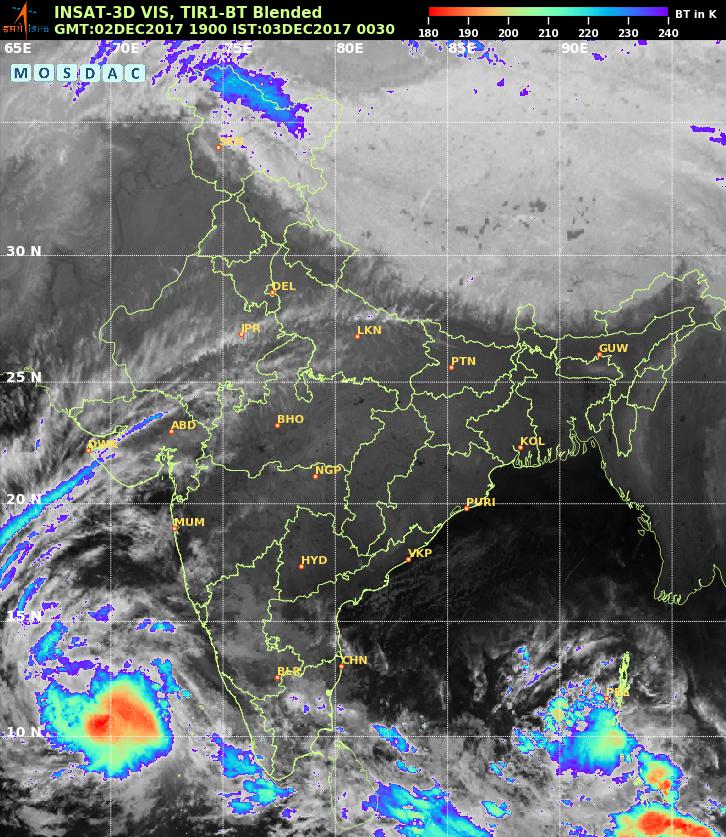 INSAT-3D VIS, TIR1-BT Blended
GMT:02DEC2017 1900 IST:03DEC2017 0030
180 190 200 210 220 230 240
BT in K
65E 70E 75E 80E 85E 90E
M O S D A C
30 N
DEL
JPR LKN
GUW
PTN
25 N
ABD BHO
DWK KOL
NGP
20 N PURI
MUM
VKP
HYD
15 N
CHN
BLR
10 N